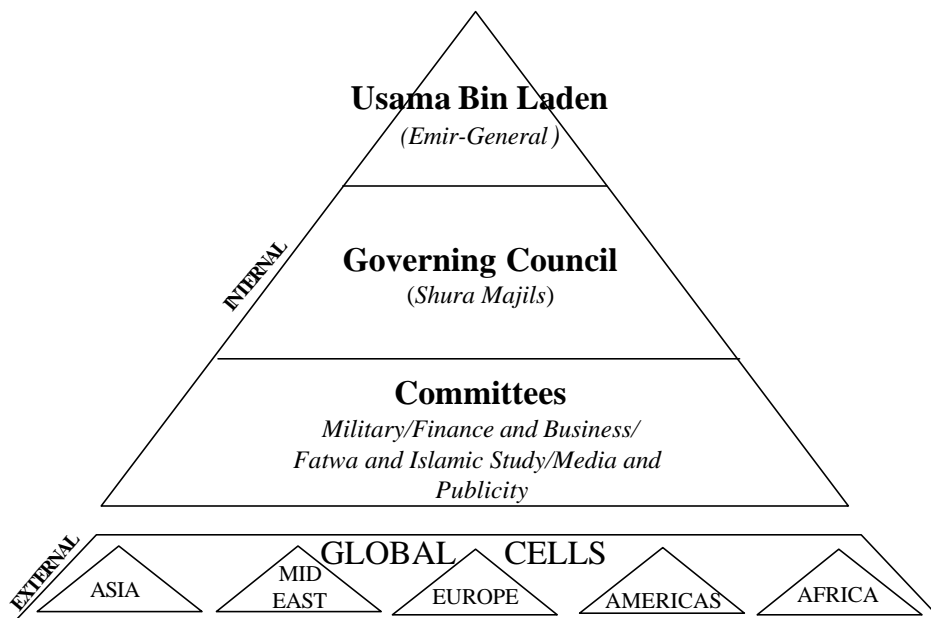 Usama Bin Laden
(Emir-General )
INTERNAL
Governing Council
(Shura Majils)
Committees
Military/Finance and Business/
Fatwa and Islamic Study/Media and
Publicity
EXTERNAL
GLOBAL CELLS
ASIA
MID
EAST
EUROPE
AMERICAS
AFRICA